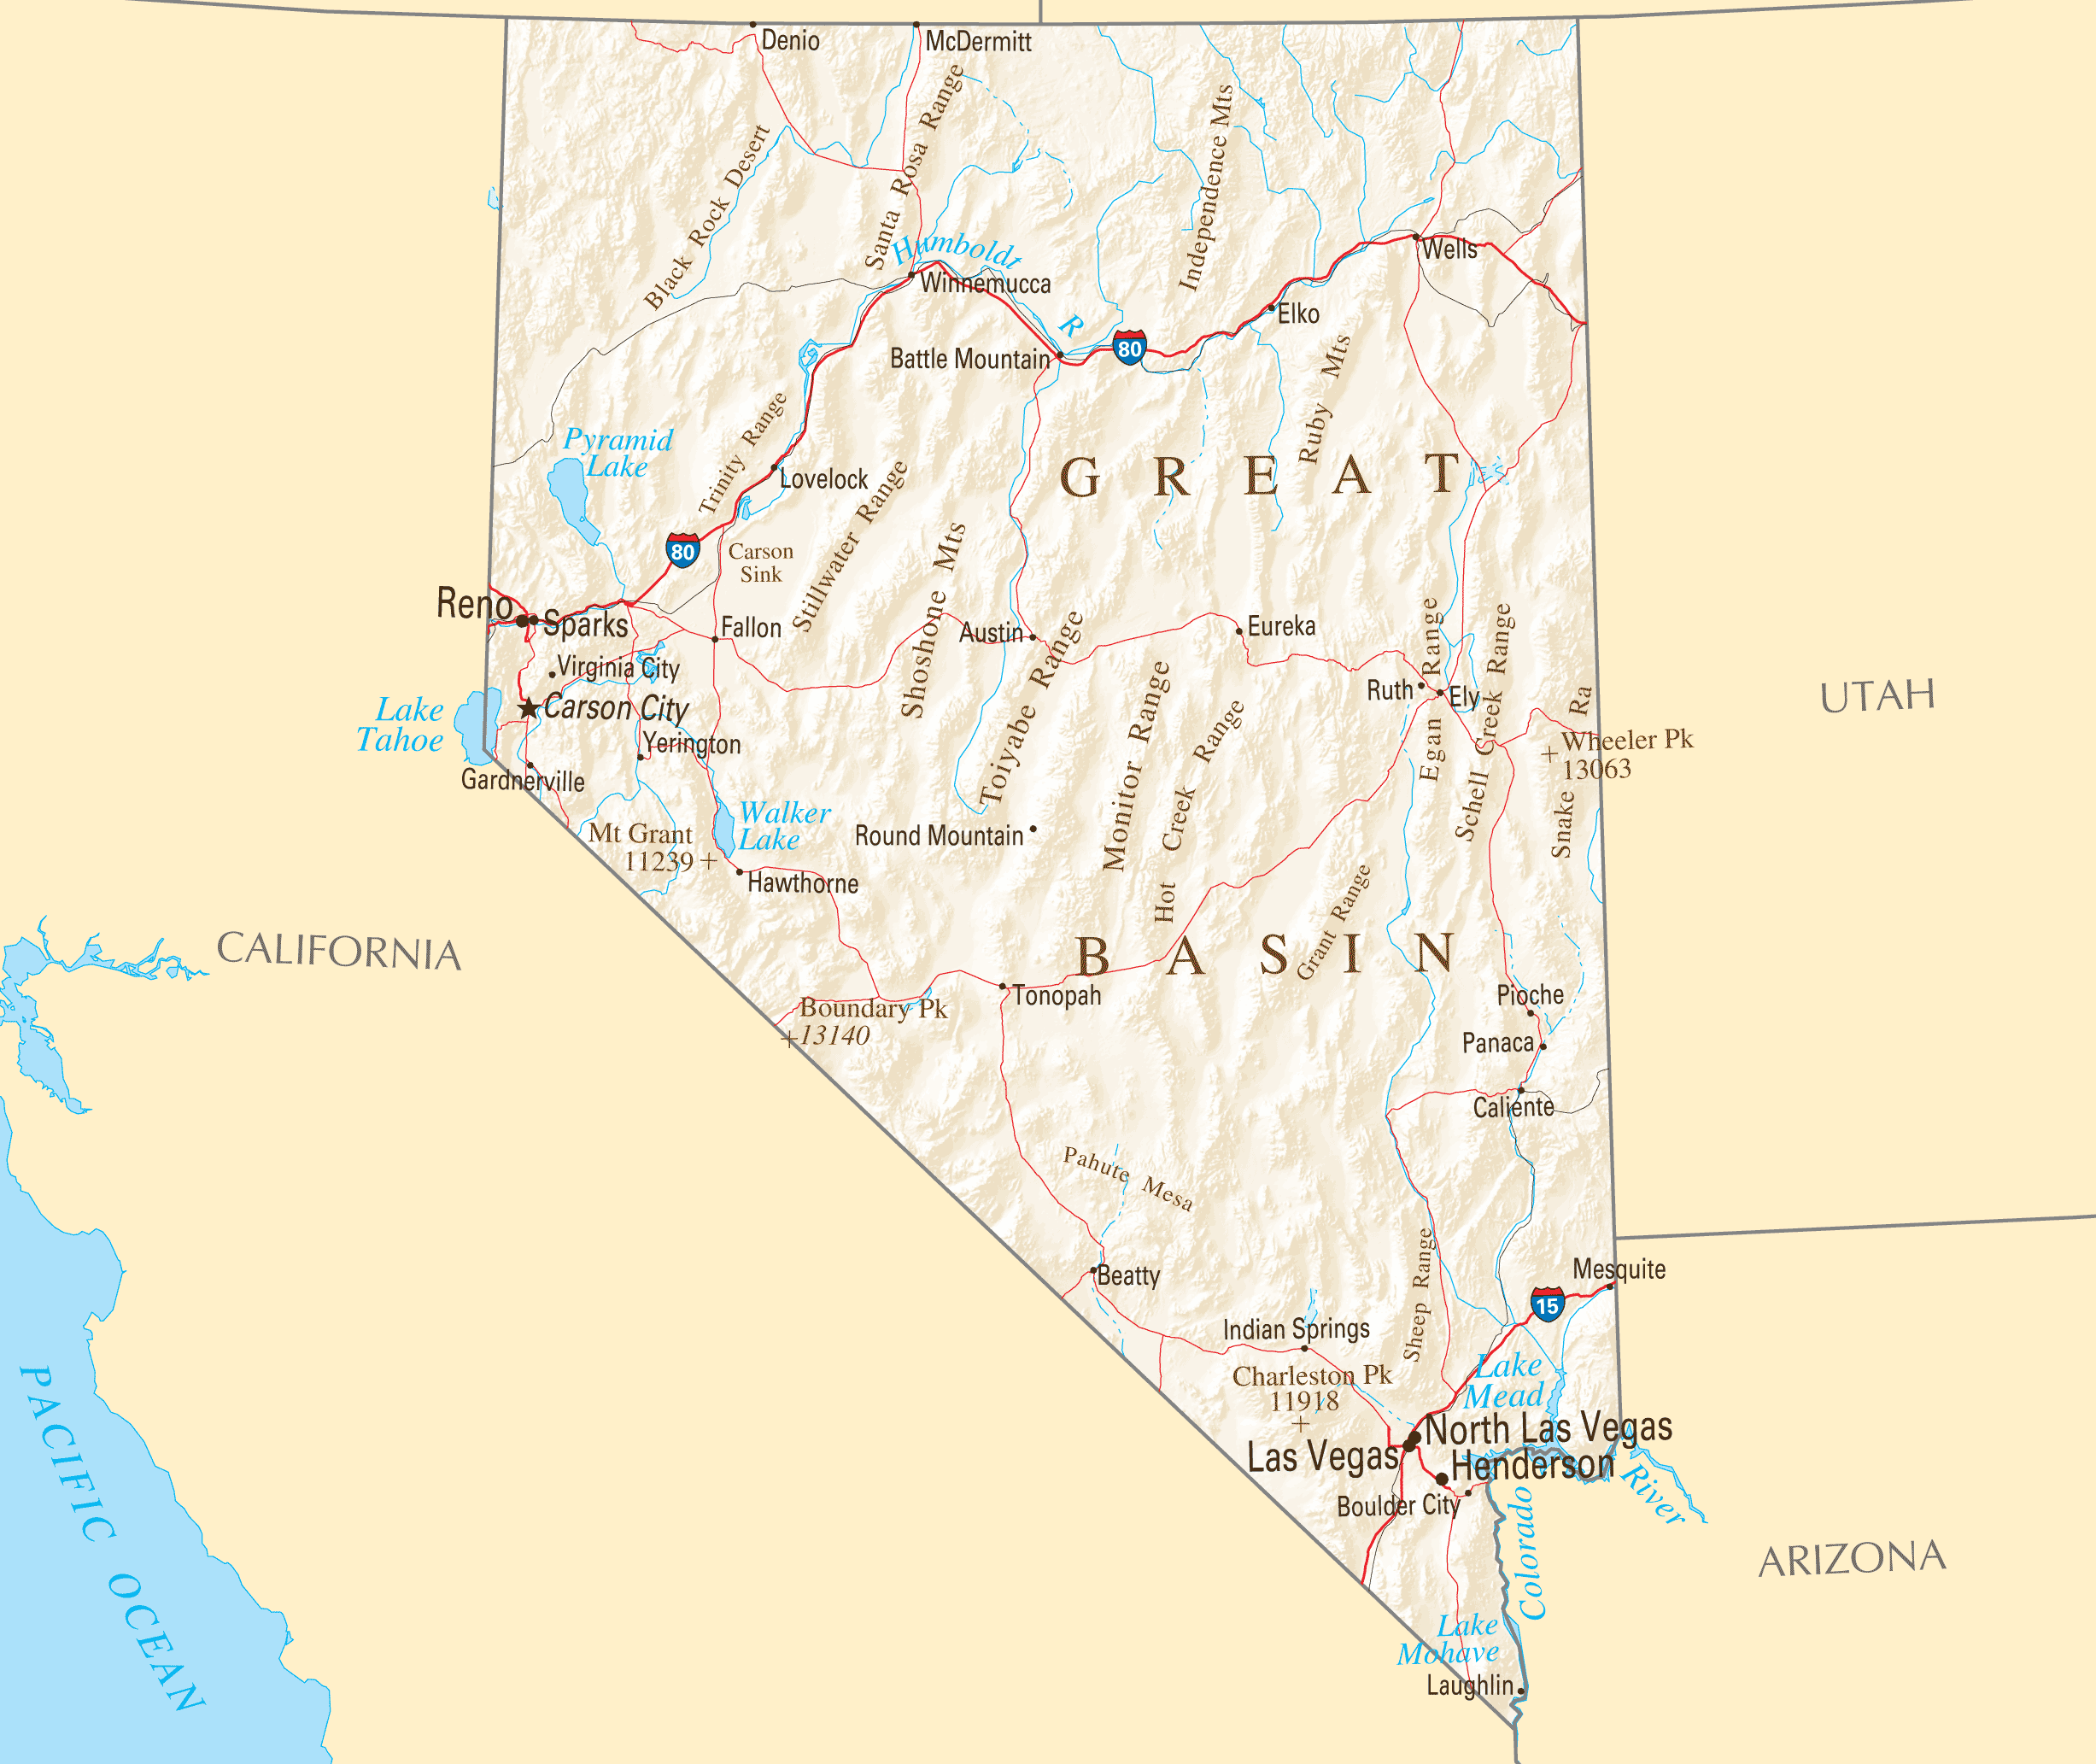 Denio
McDermitt
Black Rock Desert
Santa Rosa Range
Independence Mts
Humboldt
R
Winnemucca
Wells
Elko
Battle Mountain
80
Ruby Mts
Pyramid
Lake
Trinity Range
Lovelock
GREAT
Stillwater Range
80
Carson
Sink
Shoshone Mts
Reno
Sparks
Fallon
Austin
Eureka
Toiyabe Range
Monitor Range
Hot Creek Range
Egan Range
Schell Creek Range
Virginia City
Ruth
Ely
Snake Ra
UTAH
Lake
Tahoe
Carson City
Yerington
Wheeler Pk
13063
Gardnerville
Walker
Lake
Mt Grant
11239
Round Mountain
Hawthorne
Grant Range
CALIFORNIA
BASIN
Tonopah
Pioche
Boundary Pk
13140
Panaca
Caliente
Pahute Mesa
Sheep Range
Beatty
Mesquite
15
Indian Springs
Charleston Pk
11918
Lake
Mead
North Las Vegas
Las Vegas
Henderson
Boulder City
Colorado
River
PACIFIC OCEAN
ARIZONA
Lake
Mohave
Laughlin